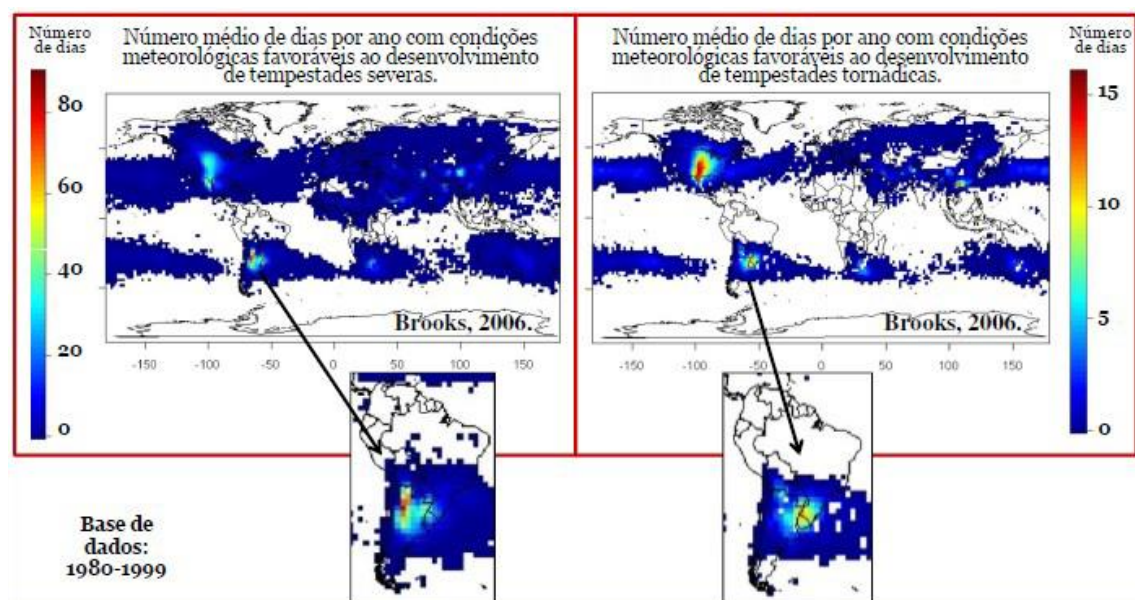 Número
de dias
Número médio de dias por ano com condições
meteorológicas favoráveis ao desenvolvimento
de tempestades severas.
80
60
40
20
0
Brooks, 2006.
-150
-100
-50
0
50
100
150
Número médio de dias por ano com condições
meteorológicas favoráveis ao desenvolvimento
de tempestades tornádicas.
Número
de dias
15
10
5
0
Brooks, 2006.
-150
-100
-50
0
50
100
150
Base de
dados:
1980-1999